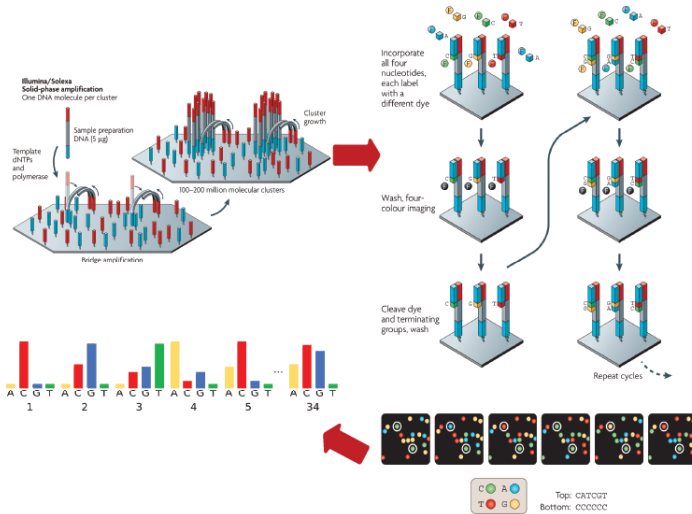 Illumina/Solexa
Solid-phase amplification
One DNA molecule per cluster
Sample preparation
DNA (5 µg)
Template
dNTPs
and
polymerase
Bridge amplification
Cluster
growth
100–200 million molecular clusters
Incorporate
all four
nucleotides,
each label
with a
different dye
F G F C F T
F A F A
F G F C F A
F T
C G T
Wash, four-
colour imaging
C G T
F F F
Cleave dye
and terminating
groups, wash
C G T
Repeat cycles
A C G T A C G T A C G T A C G T A C G T ... A C G T
1 2 3 4 5 34
C A
T G
Top: CATCGT
Bottom: CCCCCC